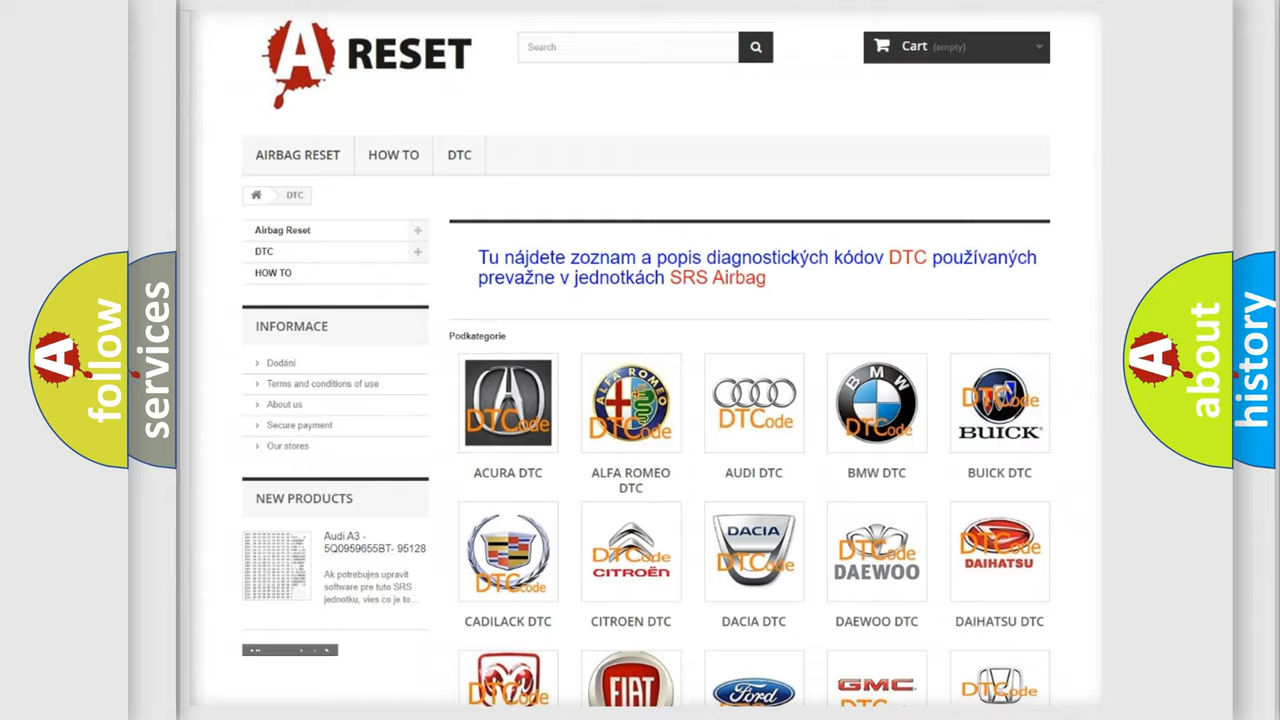 A RESET
Search
Cart (empty)
AIRBAG RESET
HOW TO
DTC
DTC
Airbag Reset
DTC
HOW TO
INFORMACE
Dodání
Terms and conditions of use
About us
Secure payment
Our stores
NEW PRODUCTS
Audi A3 -
5Q0959655BT- 95128
Ak potrebujes upravit
software pre tuto SRS
jednotku, vies co je to...
Tu nájdete zoznam a popis diagnostických kódov DTC používaných
prevažne v jednotkách SRS Airbag
Podkategorie
DTCode
ALFA ROMEO
DTCode
DTCode
BMW
DTCode
DTCode
BUICK
ACURA DTC
ALFA ROMEO
DTC
AUDI DTC
BMW DTC
BUICK DTC
DTCode
DTCode
CITROËN
DACIA
DTCode
DTCode
DAEWOO
DTCode
DAIHATSU
CADILACK DTC
CITROEN DTC
DACIA DTC
DAEWOO DTC
DAIHATSU DTC
DTCode
FIAT
Ford
GMC
DTCode
A follow
services
A about
history